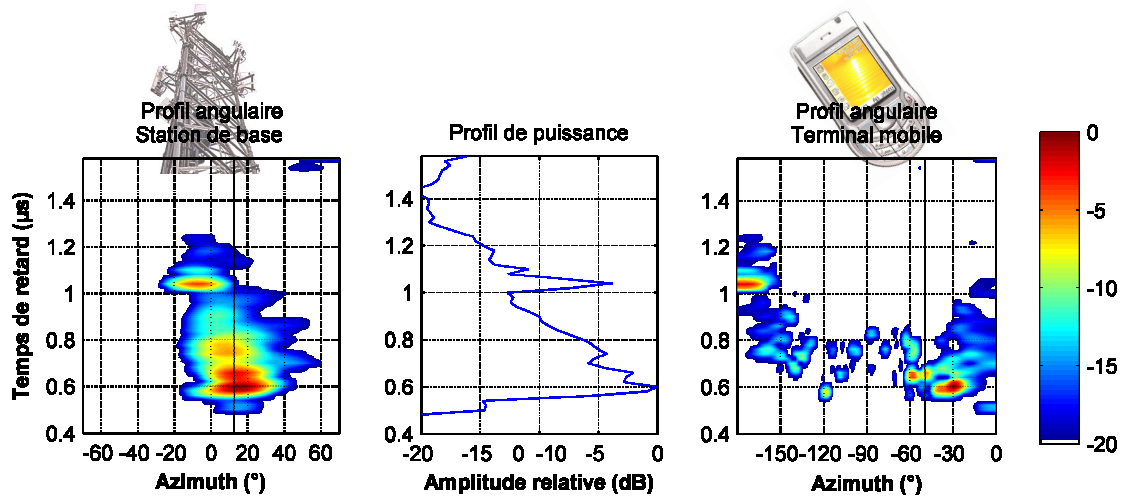 Profil angulaire
Station de base
Profil de puissance
Profil angulaire
Terminal mobile
Temps de retard (µs)
1.4
1.2
1
0.8
0.6
0.4
-60 -40 -20 0 20 40 60
Azimuth (°)
1.4
1.2
1
0.8
0.6
0.4
-20 -15 0 -10 -5 0
Amplitude relative (dB)
1.4
1.2
1
0.8
0.6
0.4
-150 -120 -90 -60 -30 0
Azimuth (°)
0
-5
-10
-15
-20